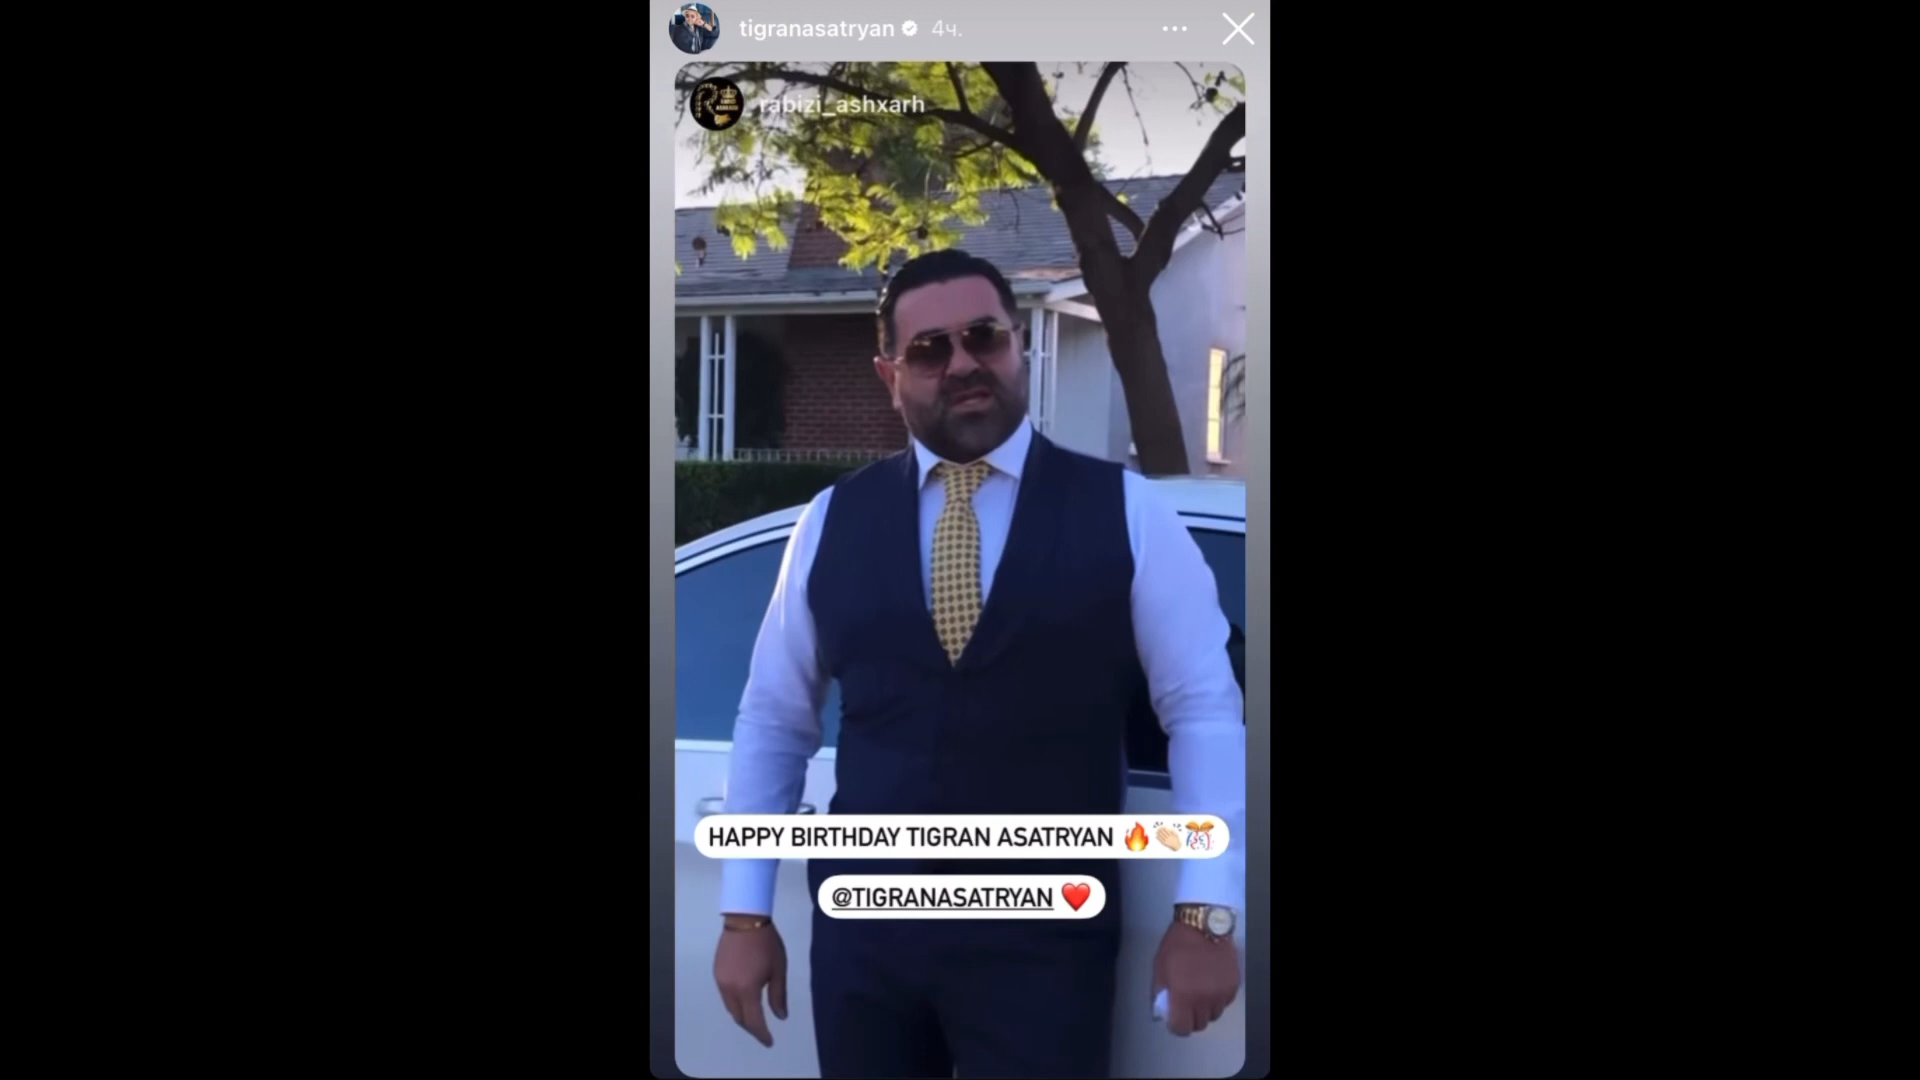 tigranasatryan 4ч.
rabizi_ashxarh
HAPPY BIRTHDAY TIGRAN ASATRYAN 🔥👏🏻🎊
@TIGRANASATRYAN ❤️